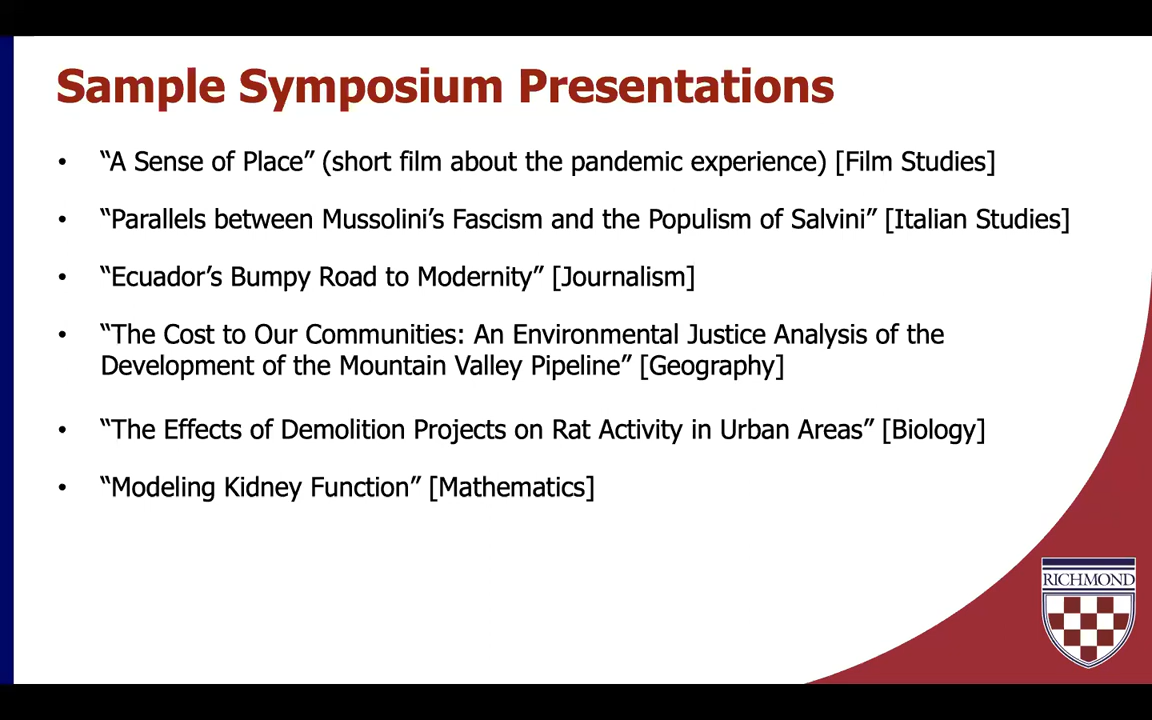 Sample Symposium Presentations
• “A Sense of Place” (short film about the pandemic experience) [Film Studies]
• “Parallels between Mussolini’s Fascism and the Populism of Salvini” [Italian Studies]
• “Ecuador’s Bumpy Road to Modernity” [Journalism]
• “The Cost to Our Communities: An Environmental Justice Analysis of the
Development of the Mountain Valley Pipeline” [Geography]
• “The Effects of Demolition Projects on Rat Activity in Urban Areas” [Biology]
• “Modeling Kidney Function” [Mathematics]
RICHMOND